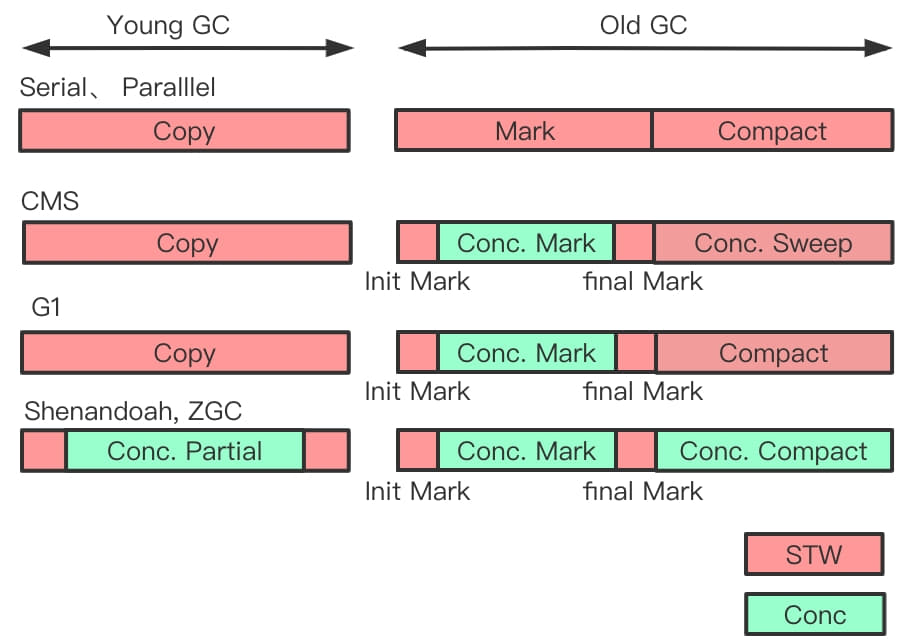 Young GC Old GC
Serial、 Paralllel
Copy Mark Compact
CMS
Copy Conc. Mark Conc. Sweep
Init Mark final Mark
G1
Copy Conc. Mark Compact
Init Mark final Mark
Shenandoah, ZGC
Conc. Partial Conc. Mark Conc. Compact
Init Mark final Mark
STW
Conc